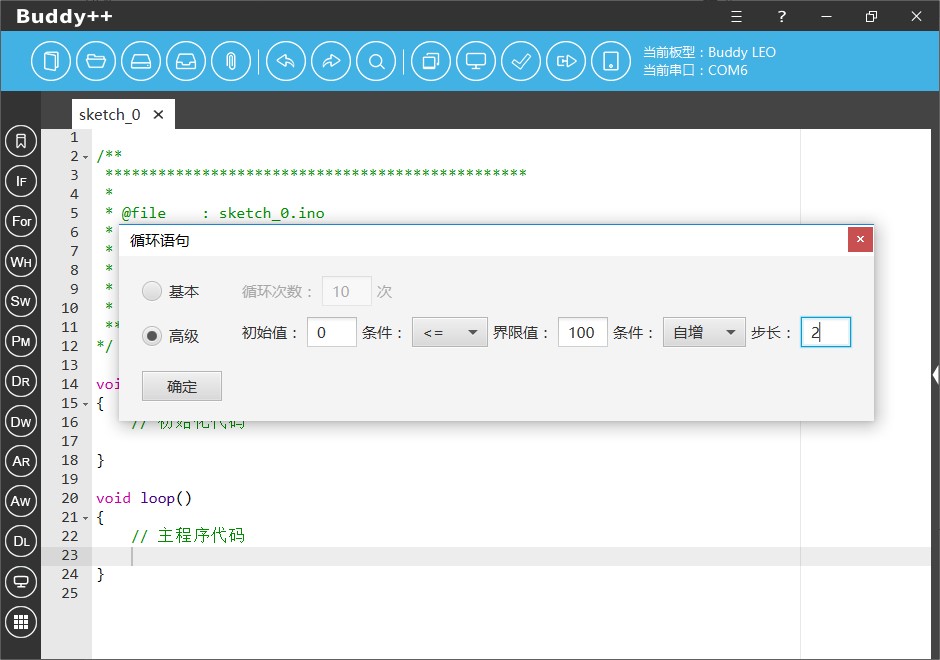 Buddy++
?
当前板型：Buddy LEO
当前串口：COM6
sketch_0 ×
IF
For
WH
SW
PM
DR
DW
AR
AW
DL
1
2 /**
3 ************************************************
4 *
5 * @file    : sketch_0.ino
6 *
7 *
8 *
9 *
10 *
11 **
12 */
13
14 voi
15 {
16 // 初始化代码
17
18 }
19
20 void loop()
21 {
22 // 主程序代码
23
24 }
25
循环语句
基本 循环次数： 10 次
高级 初始值： 0 条件： <= 界限值： 100 条件： 自增 步长： 2
确定